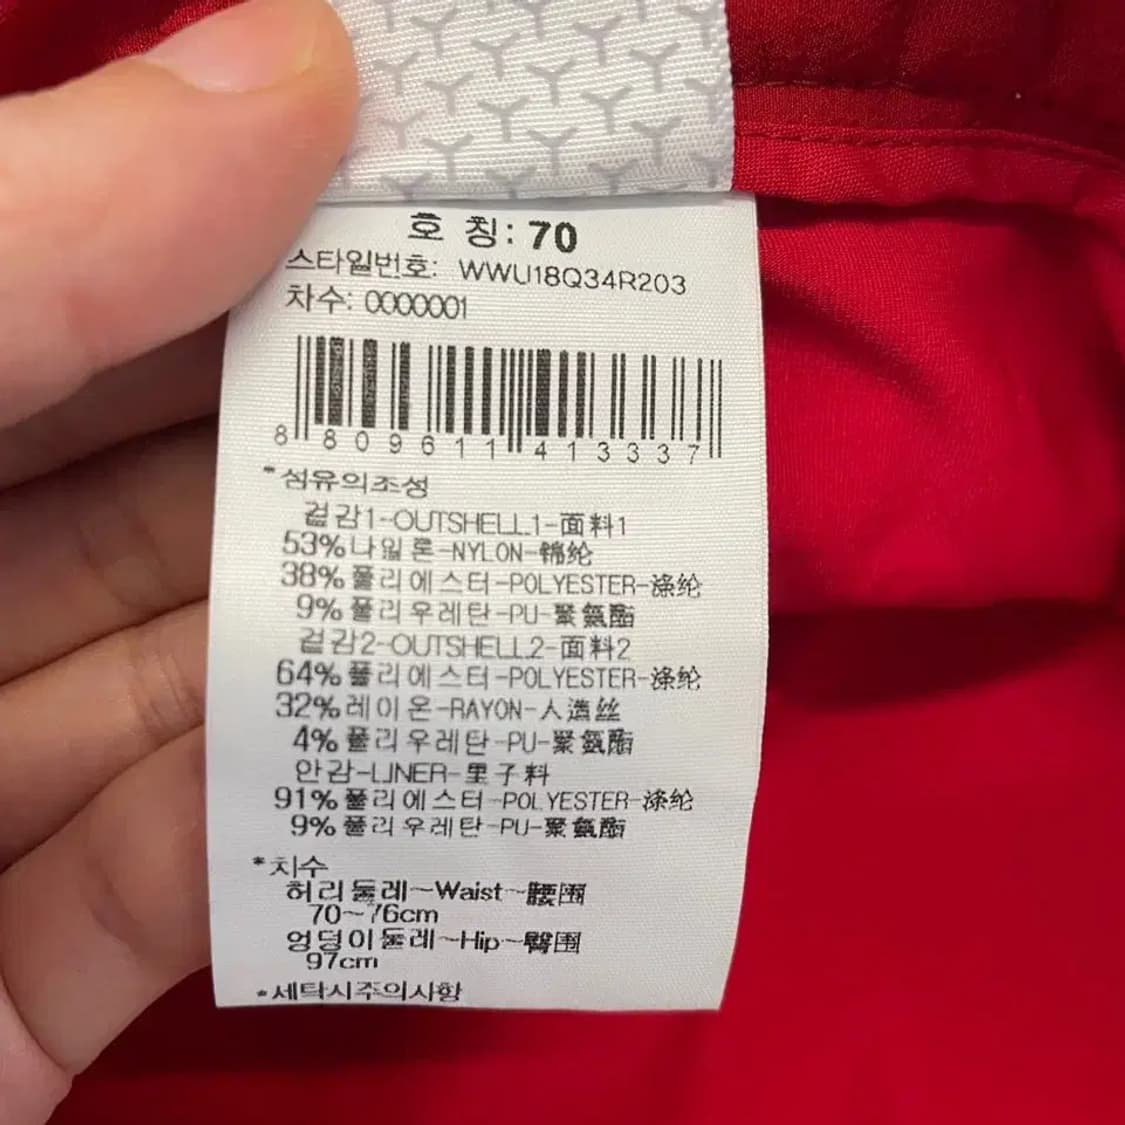 호 칭: 70
스타일번호: WWU18Q34R203
차수: 0000001
8 809611 413337
*섬유의조성
겉감1-OUTSHELL1-面料1
53%나일론-NYLON-锦纶
38%폴리에스터-POLYESTER-涤纶
9%폴리우레탄-PU-聚氨酯
겉감2-OUTSHELL2-面料2
64%폴리에스터-POLYESTER-涤纶
32%레이온-RAYON-人造丝
4%폴리우레탄-PU-聚氨酯
안감-LINER-里子料
91%폴리에스터-POLYESTER-涤纶
9%폴리우레탄-PU-聚氨酯
*치수
허리둘레~Waist~腰围
70~76cm
엉덩이둘레~Hip~臀围
97cm
*세탁시주의사항